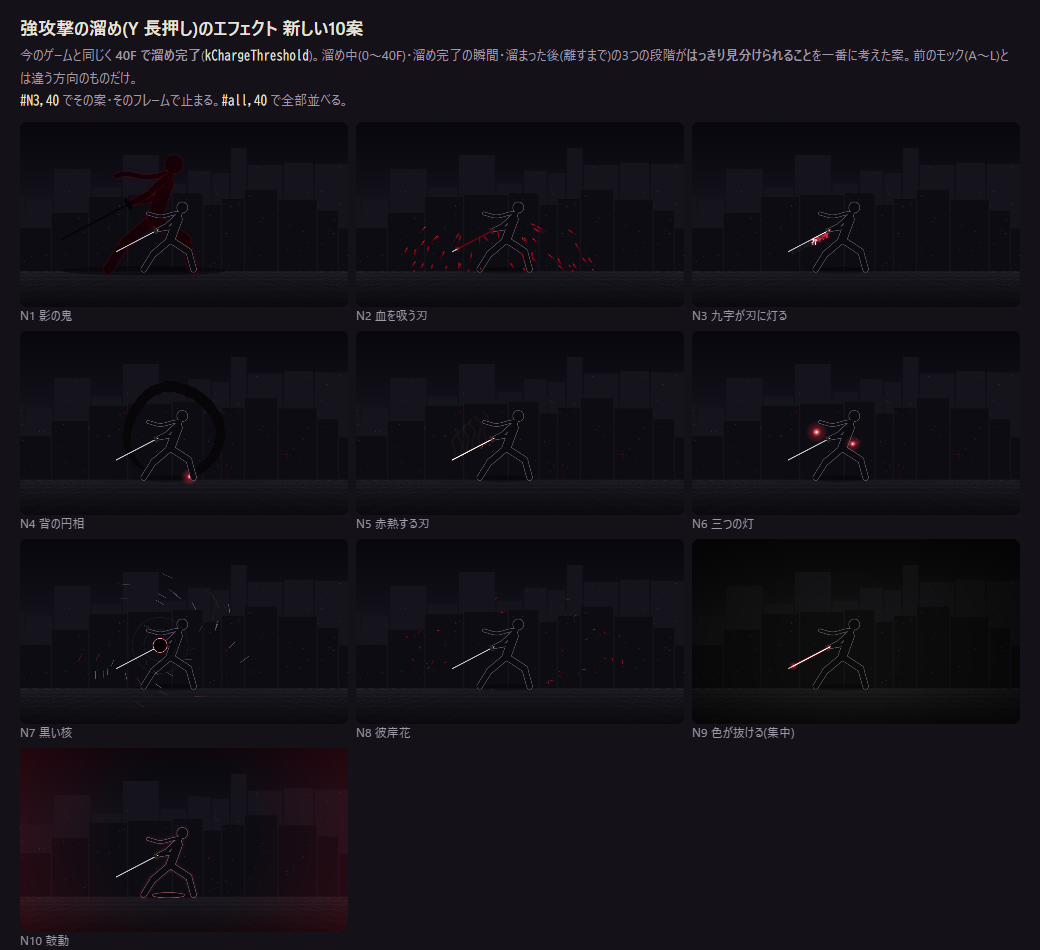 強攻撃の溜め(Y 長押し)のエフェクト 新しい10案
今のゲームと同じく 40F で溜め完了(kChargeThreshold)。溜め中(0〜40F)・溜め完了の瞬間・溜まった後(離すまで)の3つの段階がはっきり見分けられることを一番に考えた案。前のモック(A〜L)と
は違う方向のものだけ。
#N3,40 でその案・そのフレームで止まる。#all,40 で全部並べる。
N1 影の鬼
N2 血を吸う刃
N3 九字が刃に灯る
N4 背の円相
N5 赤熱する刃
N6 三つの灯
N7 黒い核
N8 彼岸花
N9 色が抜ける(集中)
N10 鼓動